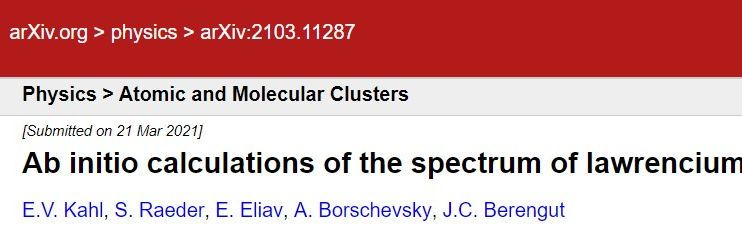 arXiv.org > physics > arXiv:2103.11287
Physics > Atomic and Molecular Clusters
[Submitted on 21 Mar 2021]
Ab initio calculations of the spectrum of lawrencium
E.V. Kahl, S. Raeder, E. Eliav, A. Borschevsky, J.C. Berengut